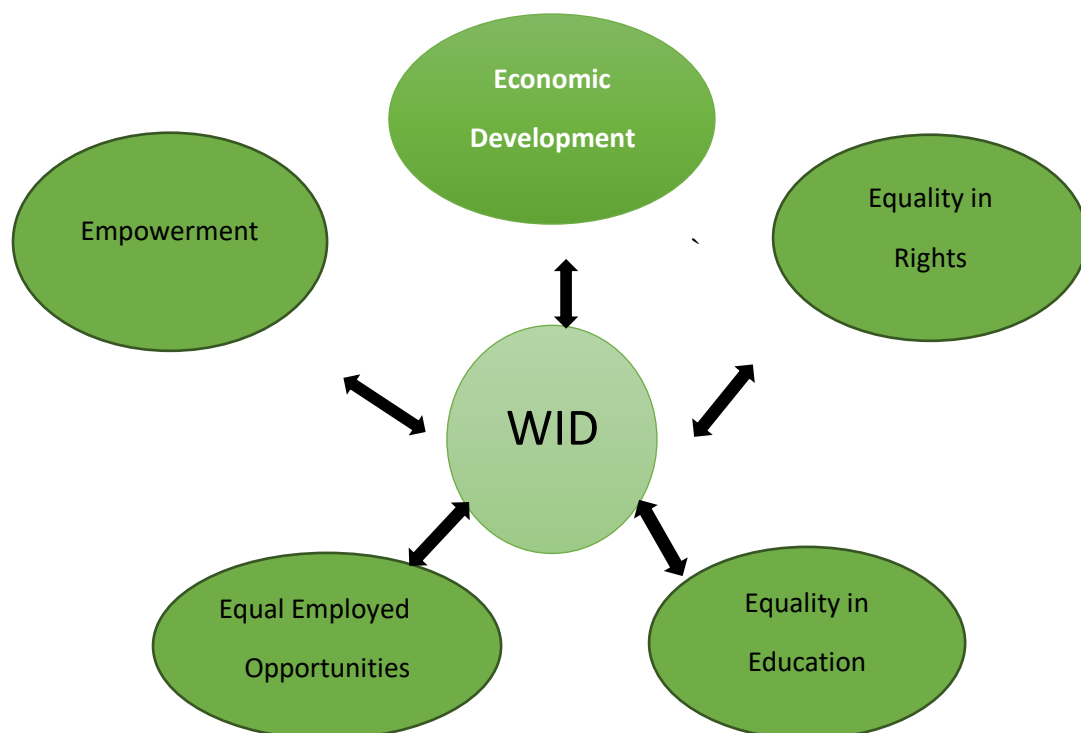 Economic
Development
Empowerment
Equality in
Rights
`
WID
Equal Employed
Opportunities
Equality in
Education